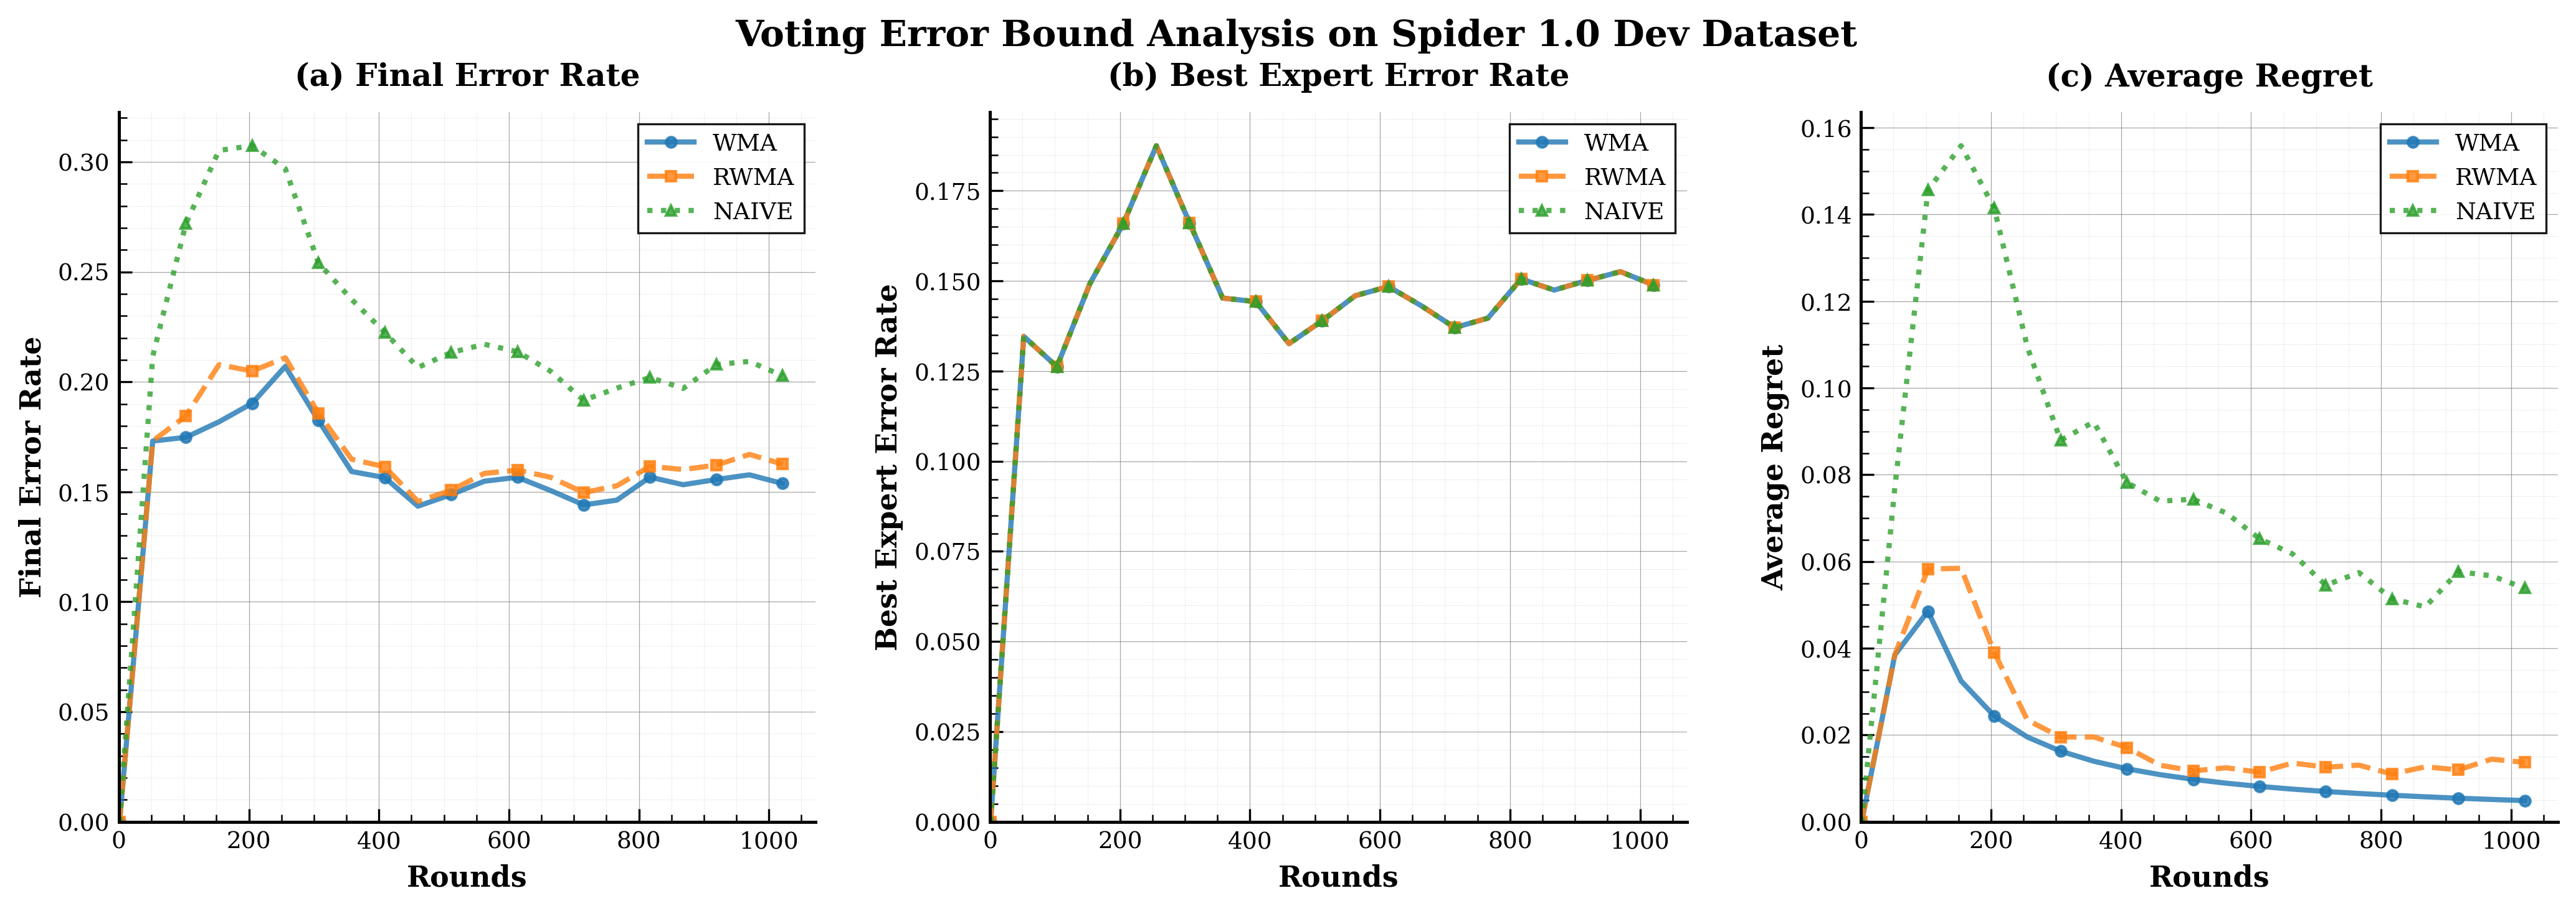 Voting Error Bound Analysis on Spider 1.0 Dev Dataset
(a) Final Error Rate
Final Error Rate
0.30
0.25
0.20
0.15
0.10
0.05
0.00
0 200 400 600 800 1000
Rounds
WMA
RWMA
NAIVE
(b) Best Expert Error Rate
Best Expert Error Rate
0.175
0.150
0.125
0.100
0.075
0.050
0.025
0.000
0 200 400 600 800 1000
Rounds
WMA
RWMA
NAIVE
(c) Average Regret
Average Regret
0.16
0.14
0.12
0.10
0.08
0.06
0.04
0.02
0.00
0 200 400 600 800 1000
Rounds
WMA
RWMA
NAIVE